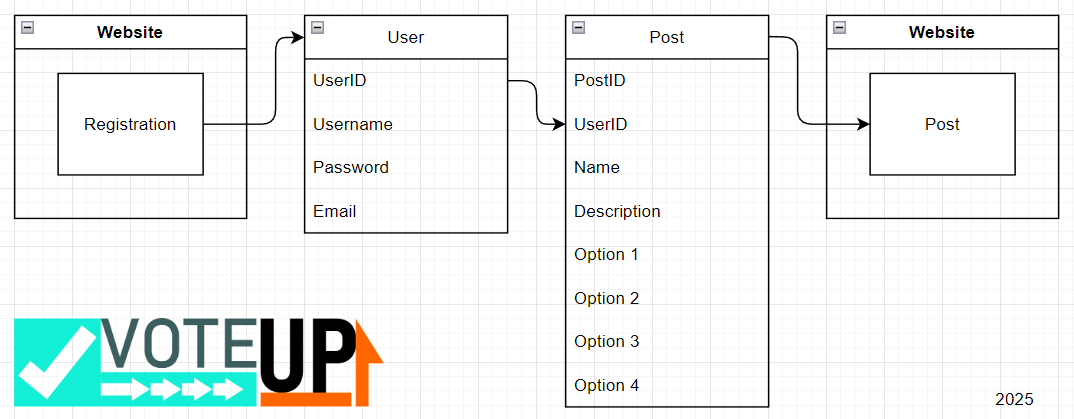 Website
Registration
User
UserID
Username
Password
Email
Post
PostID
UserID
Name
Description
Option 1
Option 2
Option 3
Option 4
Website
Post
VOTEUP
2025